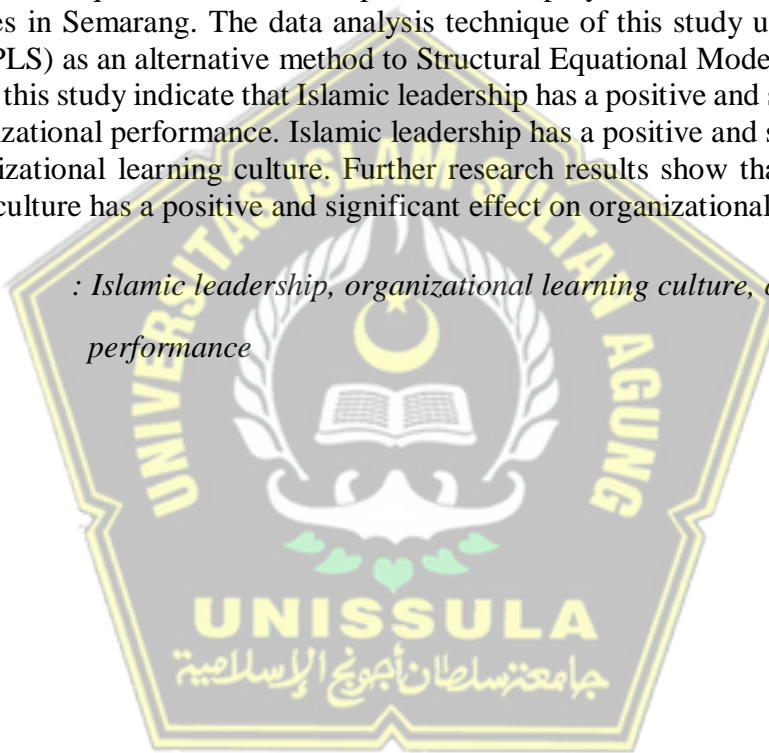 es in Semarang. The data analysis technique of this study u
PLS) as an alternative method to Structural Equational Mode
this study indicate that Islamic leadership has a positive and s
izational performance. Islamic leadership has a positive and s
izational learning culture. Further research results show tha
culture has a positive and significant effect on organizational
: Islamic leadership, organizational learning culture, o
performance
UNIVERSITAS ISLAM SULTAN AGUNG
UNISSULA
جامعة سلطان أجونج الإسلامية